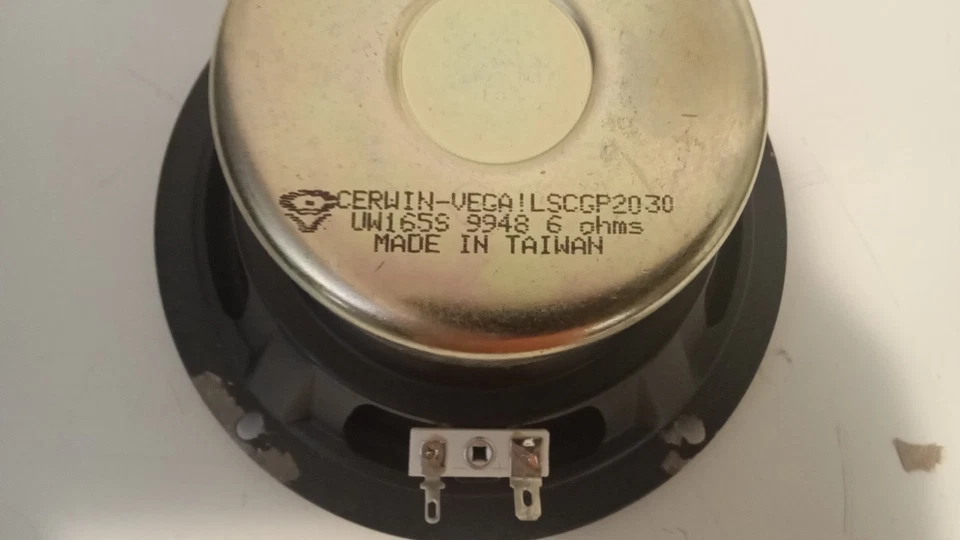 CERWIN-VEGA!LSCGP2030
UW165S 9948 6 ohms
MADE IN TAIWAN